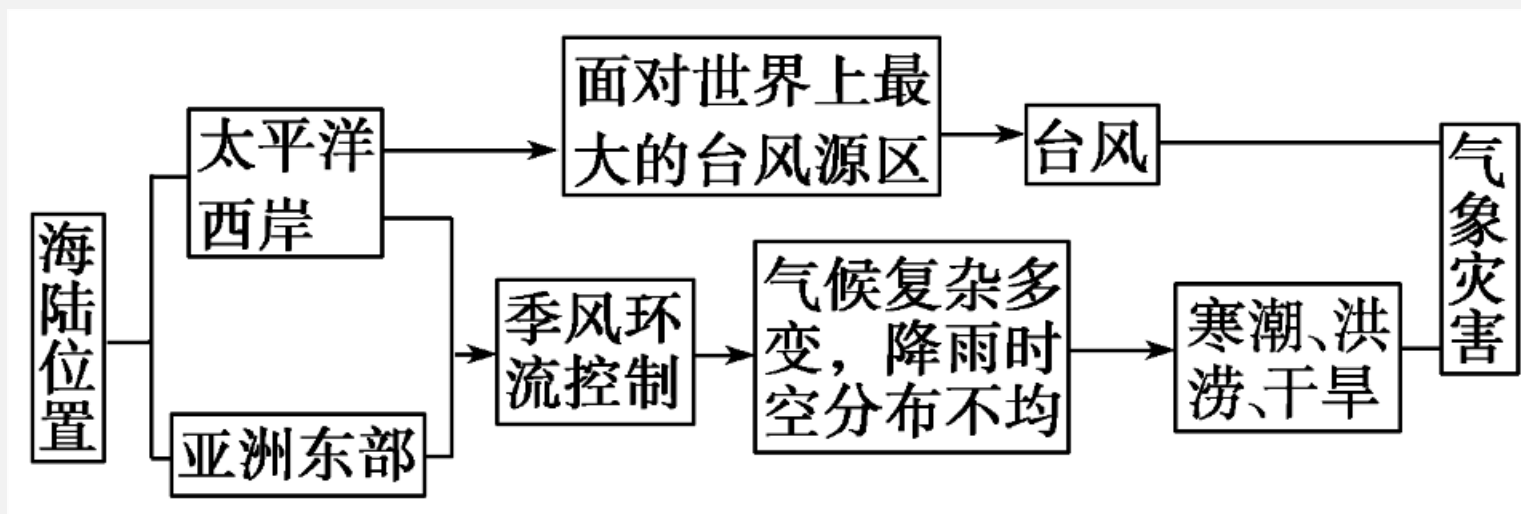 海
陆
位
置
太平洋
西岸
亚洲东部
面对世界上最
大的台风源区
台风
季风环
流控制
气候复杂多
变，降雨时
空分布不均
寒潮、洪
涝、干旱
气
象
灾
害